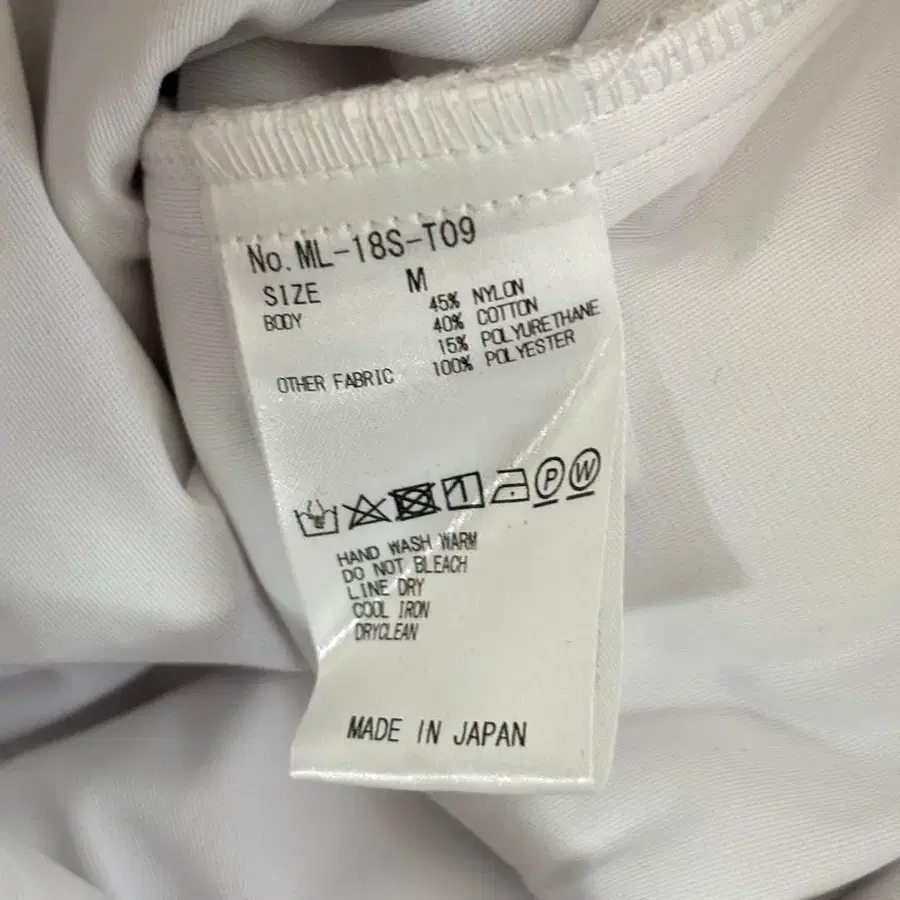 No. ML-18S-T09
SIZE M
BODY 45% NYLON
40% COTTON
15% POLYURETHANE
OTHER FABRIC 100% POLYESTER
P W
HAND WASH WARM
DO NOT BLEACH
LINE DRY
COOL IRON
DRYCLEAN
MADE IN JAPAN